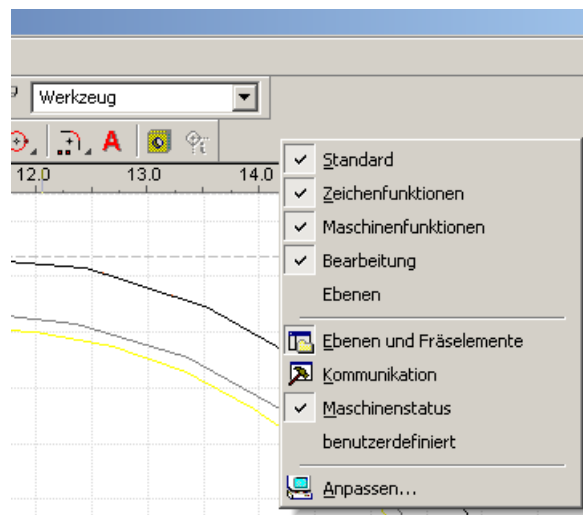 Werkzeug
A
12.0 13.0 14.0
Standard
Zeichenfunktionen
Maschinenfunktionen
Bearbeitung
Ebenen
Ebenen und Fräselemente
Kommunikation
Maschinenstatus
benutzerdefiniert
Anpassen...